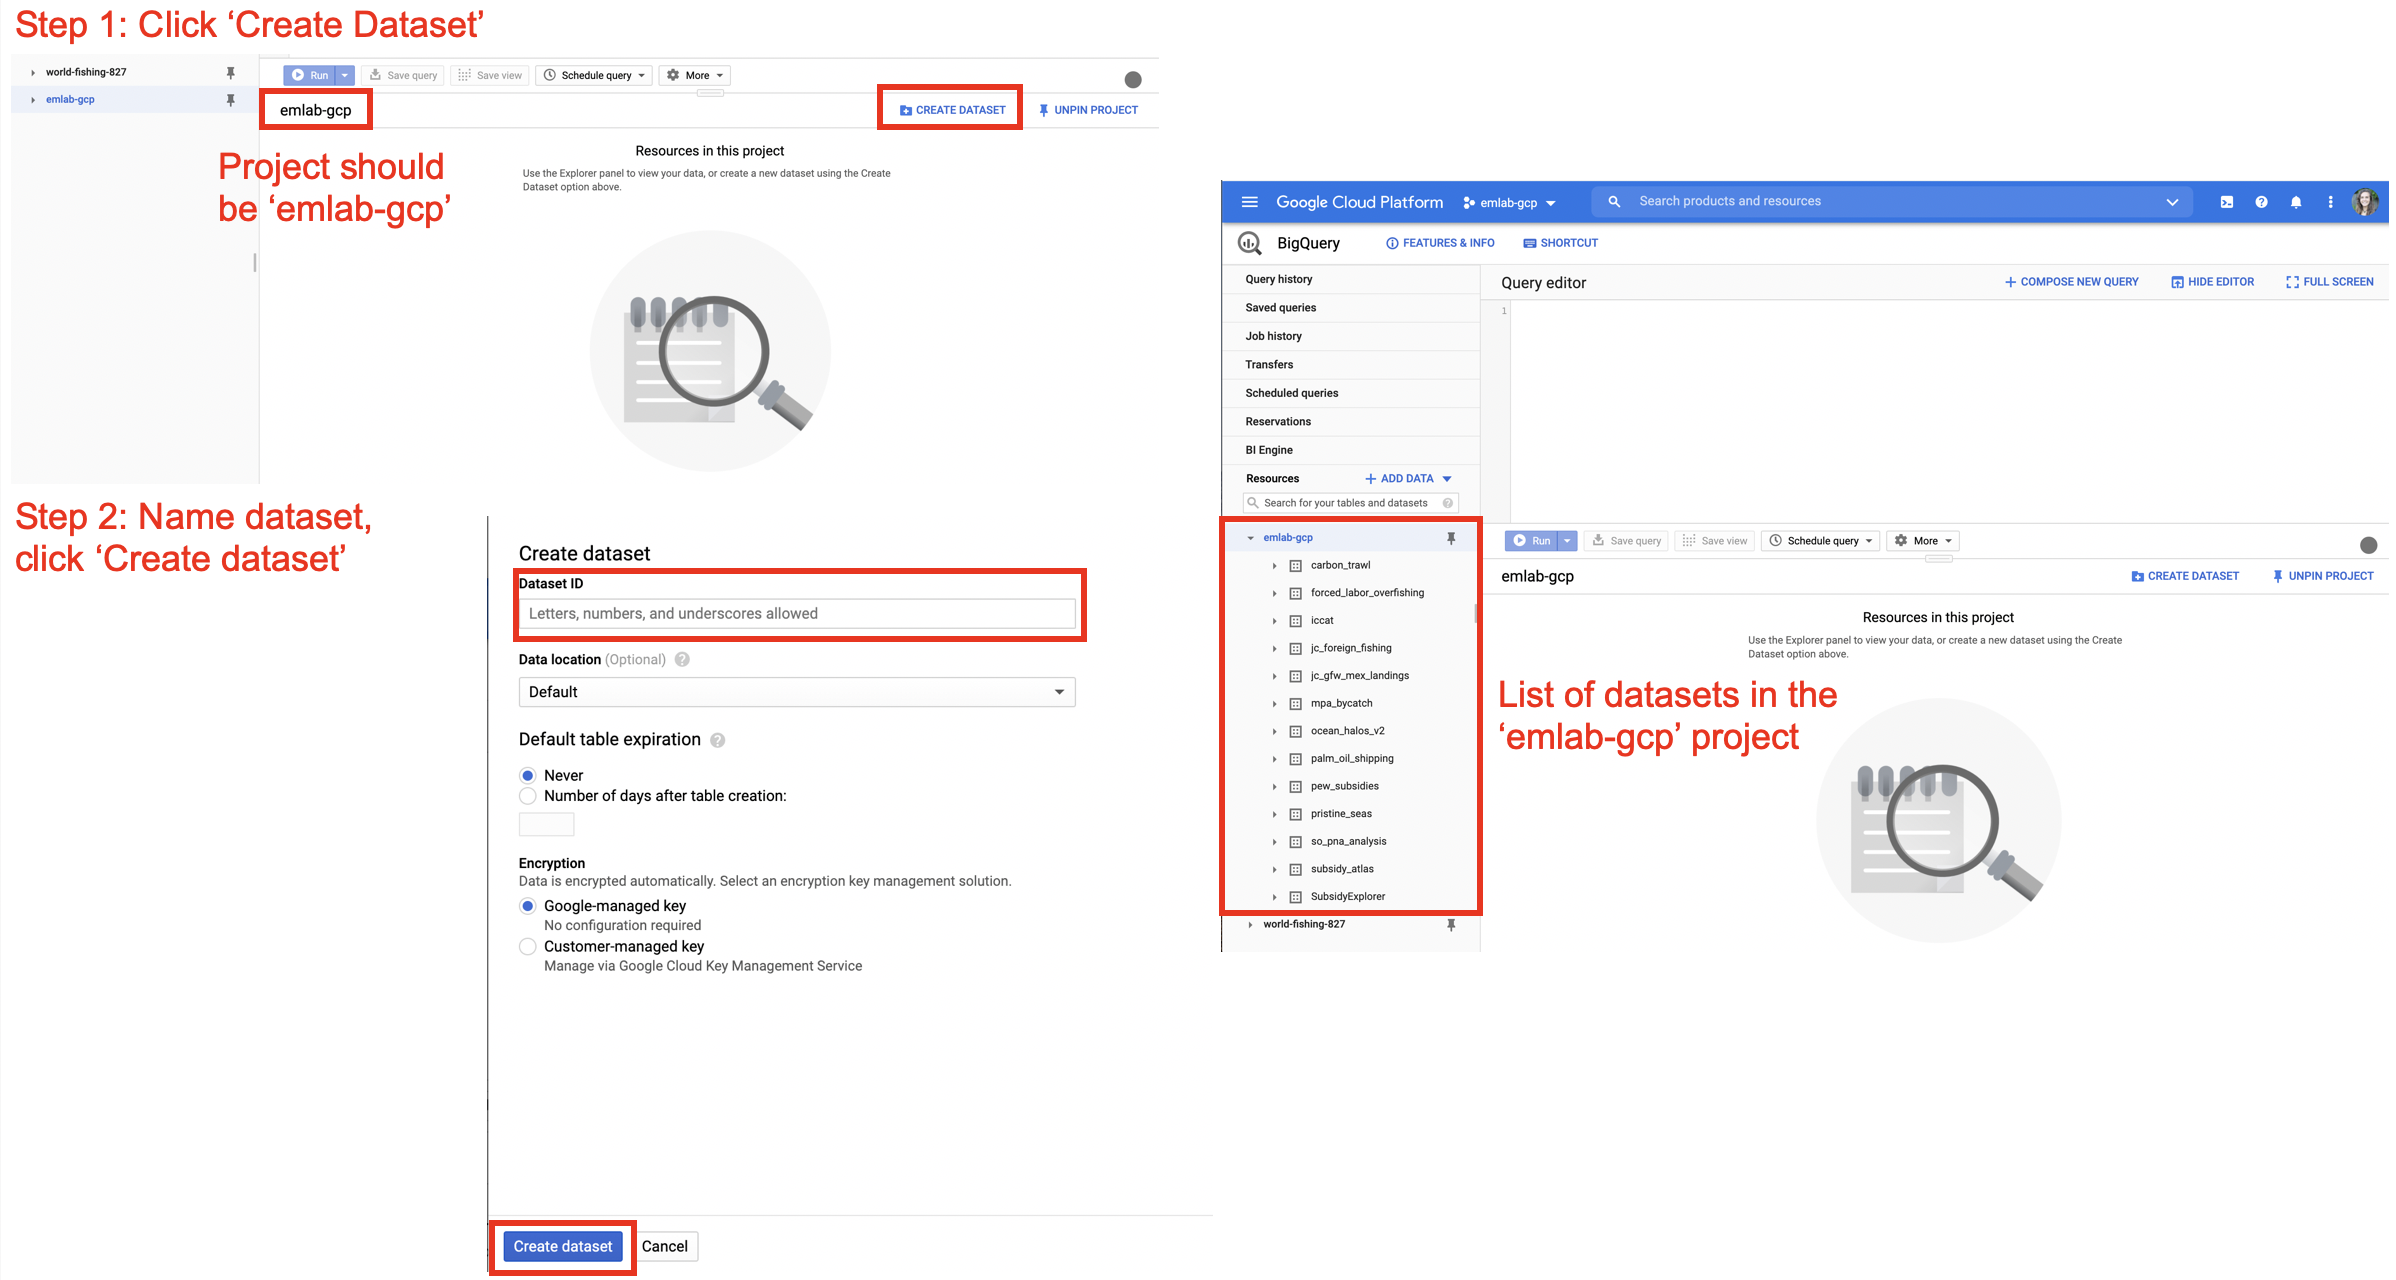 Step 1: Click ‘Create Dataset’
world-fishing-827
emlab-gcp
Run
Save query
Save view
Schedule query
More
emlab-gcp
CREATE DATASET
UNPIN PROJECT
Project should
be ‘emlab-gcp’
Resources in this project
Use the Explorer panel to view your data, or create a new dataset using the Create
Dataset option above.
Step 2: Name dataset,
click ‘Create dataset’
Create dataset
Dataset ID
Letters, numbers, and underscores allowed
Data location (Optional)
Default
Default table expiration
Never
Number of days after table creation:
Encryption
Data is encrypted automatically. Select an encryption key management solution.
Google-managed key
No configuration required
Customer-managed key
Manage via Google Cloud Key Management Service
Create dataset
Cancel
Google Cloud Platform
emlab-gcp
Search products and resources
BigQuery
FEATURES & INFO
SHORTCUT
Query history
Saved queries
Job history
Transfers
Scheduled queries
Reservations
BI Engine
Resources
ADD DATA
Search for your tables and datasets
emlab-gcp
carbon_trawl
forced_labor_overfishing
iccat
jc_foreign_fishing
jc_gfw_mex_landings
mpa_bycatch
ocean_halos_v2
palm_oil_shipping
pew_subsidies
pristine_seas
so_pna_analysis
subsidy_atlas
SubsidyExplorer
world-fishing-827
Query editor
COMPOSE NEW QUERY
HIDE EDITOR
FULL SCREEN
1
Run
Save query
Save view
Schedule query
More
emlab-gcp
CREATE DATASET
UNPIN PROJECT
Resources in this project
Use the Explorer panel to view your data, or create a new dataset using the Create
Dataset option above.
List of datasets in the
‘emlab-gcp’ project